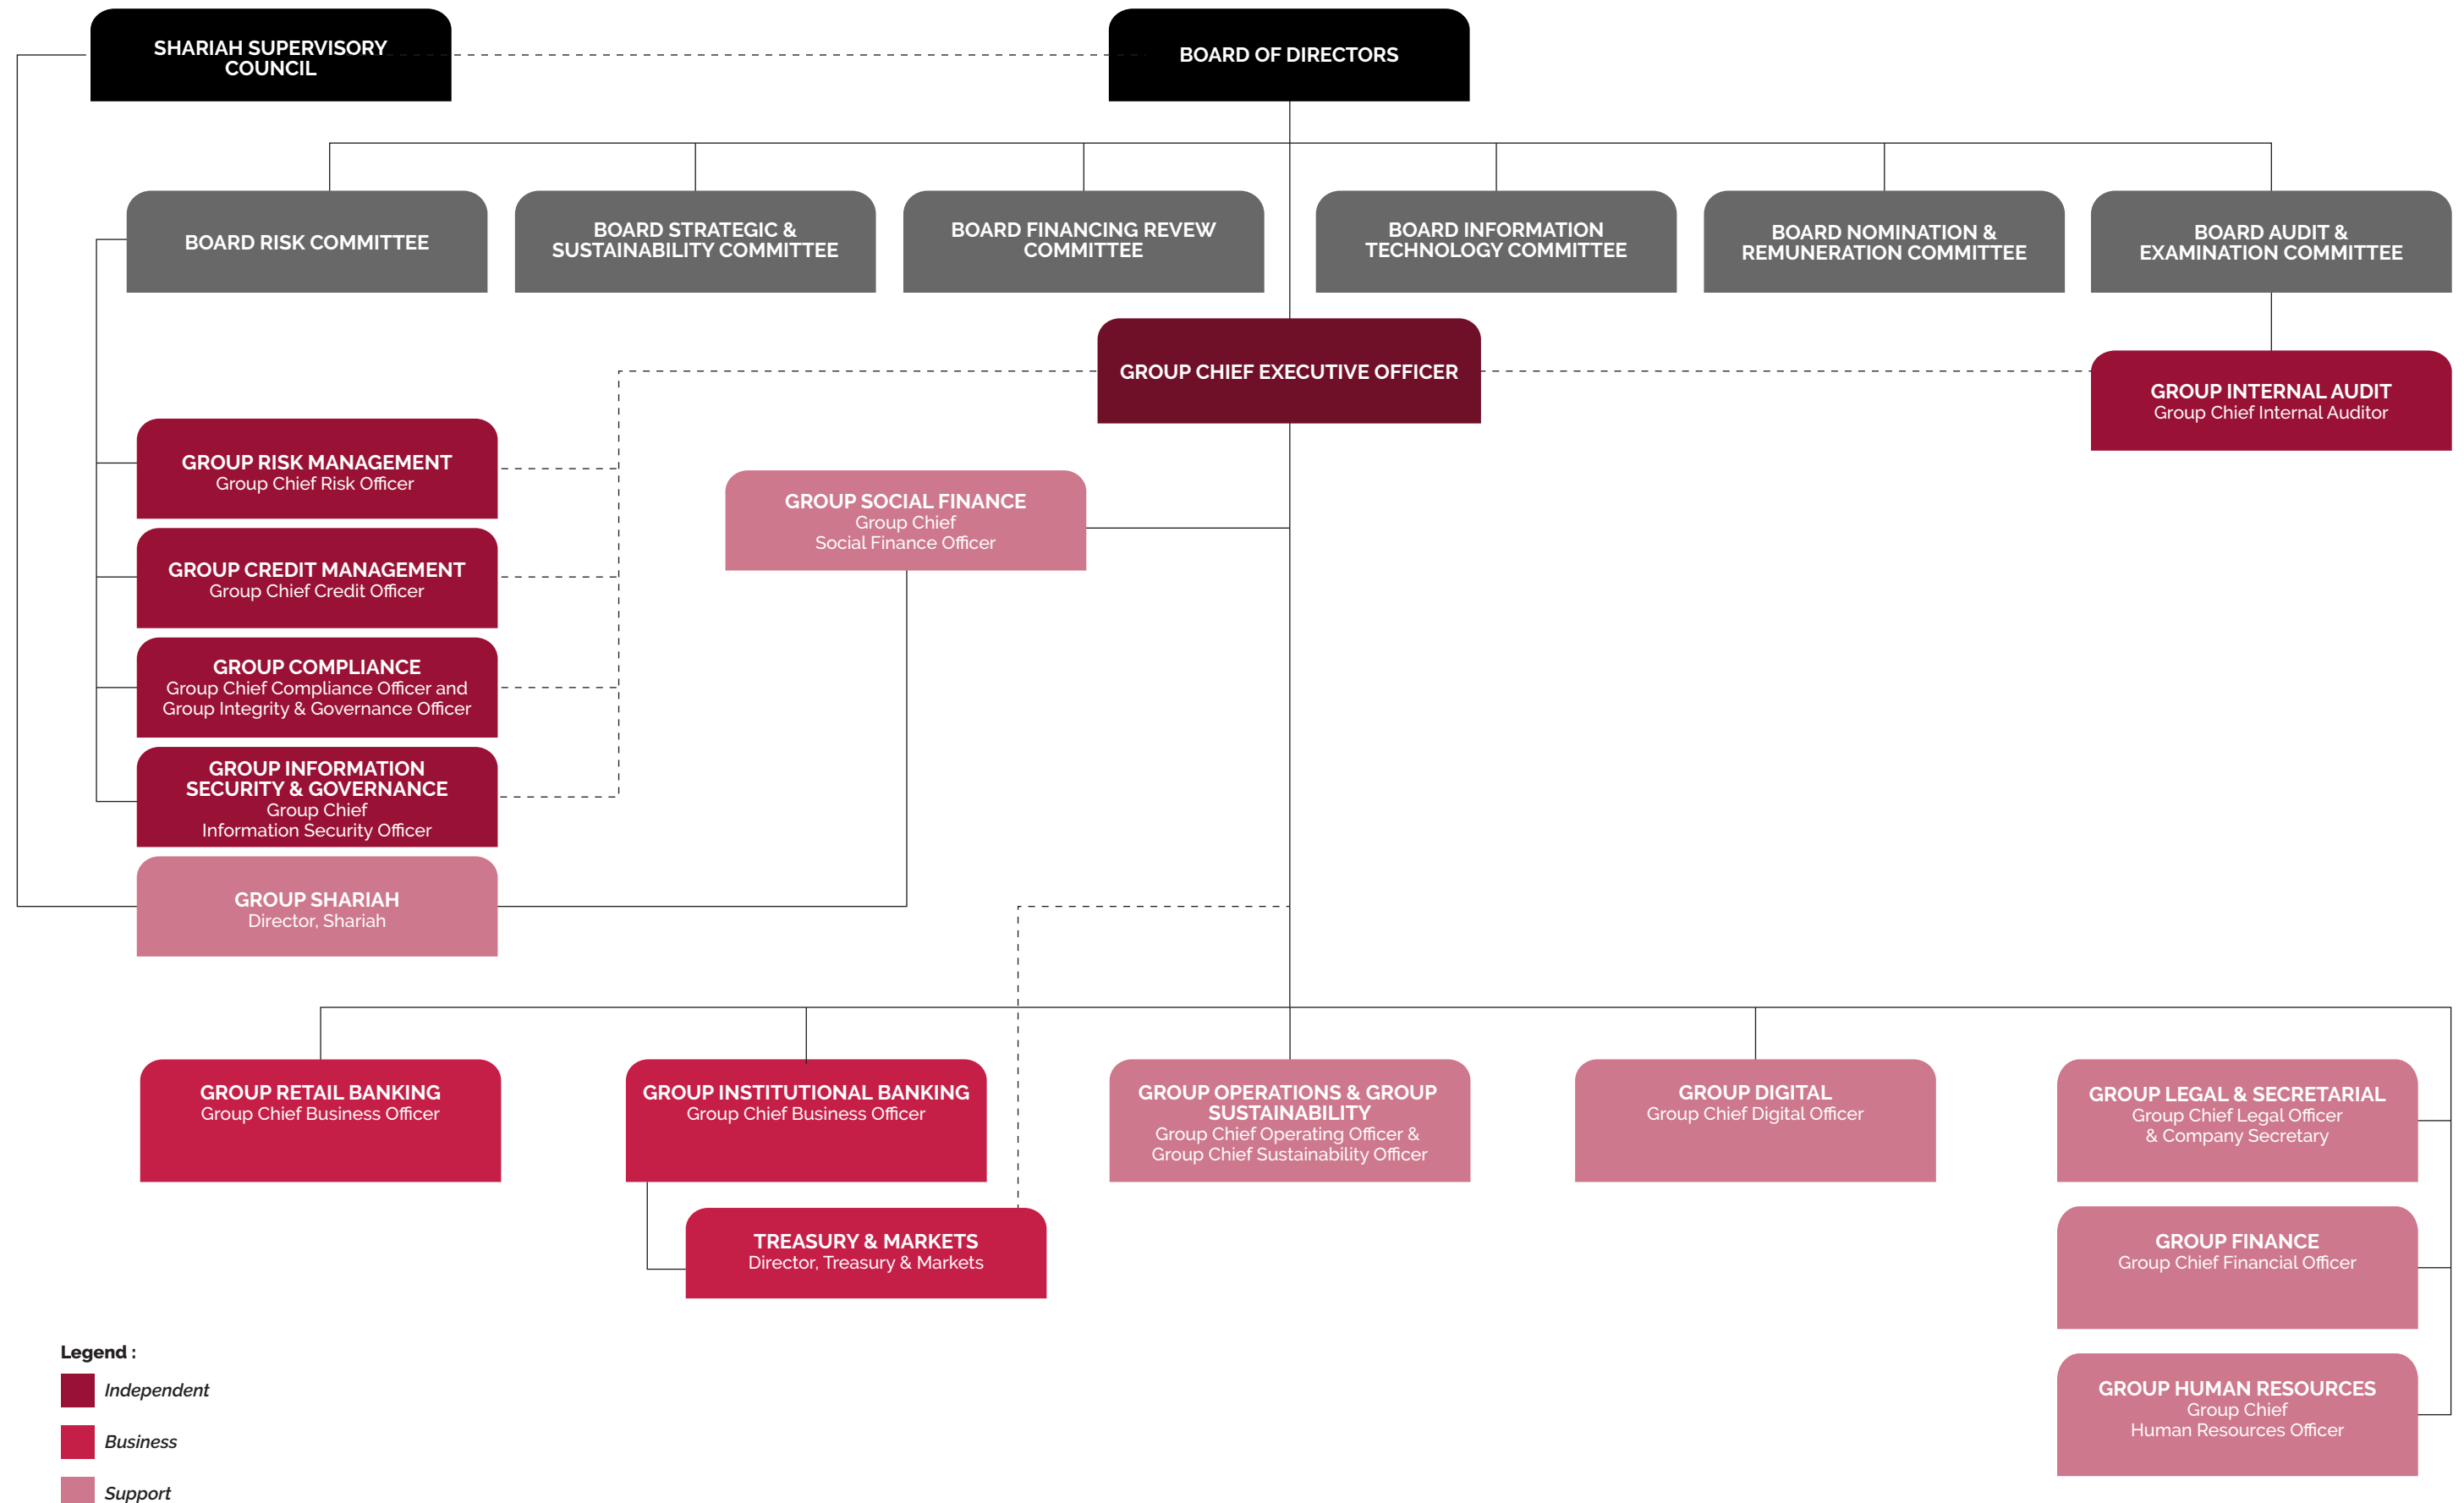 SHARIAH SUPERVISORY
COUNCIL
BOARD OF DIRECTORS
BOARD RISK COMMITTEE
BOARD STRATEGIC &
SUSTAINABILITY COMMITTEE
BOARD FINANCING REVEW
COMMITTEE
BOARD INFORMATION
TECHNOLOGY COMMITTEE
BOARD NOMINATION &
REMUNERATION COMMITTEE
BOARD AUDIT &
EXAMINATION COMMITTEE
GROUP CHIEF EXECUTIVE OFFICER
GROUP INTERNAL AUDIT
Group Chief Internal Auditor
GROUP RISK MANAGEMENT
Group Chief Risk Officer
GROUP SOCIAL FINANCE
Group Chief
Social Finance Officer
GROUP CREDIT MANAGEMENT
Group Chief Credit Officer
GROUP COMPLIANCE
Group Chief Compliance Officer and
Group Integrity & Governance Officer
GROUP INFORMATION
SECURITY & GOVERNANCE
Group Chief
Information Security Officer
GROUP SHARIAH
Director, Shariah
GROUP RETAIL BANKING
Group Chief Business Officer
GROUP INSTITUTIONAL BANKING
Group Chief Business Officer
GROUP OPERATIONS & GROUP
SUSTAINABILITY
Group Chief Operating Officer &
Group Chief Sustainability Officer
GROUP DIGITAL
Group Chief Digital Officer
GROUP LEGAL & SECRETARIAL
Group Chief Legal Officer
& Company Secretary
TREASURY & MARKETS
Director, Treasury & Markets
GROUP FINANCE
Group Chief Financial Officer
GROUP HUMAN RESOURCES
Group Chief
Human Resources Officer
Legend :
Independent
Business
Support